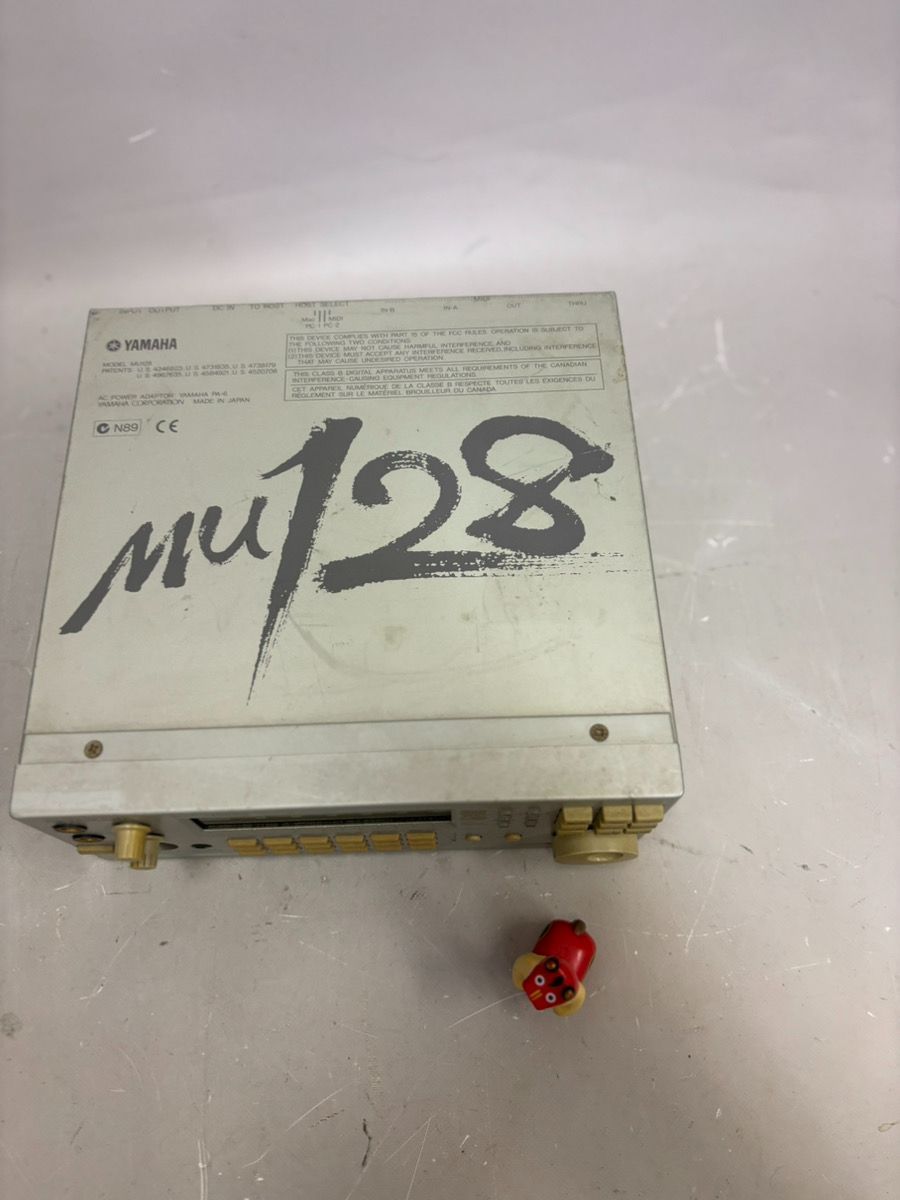 INPUT OUTPUT DC IN TO HOST HOST SELECT IN B IN A MIDI OUT THRU
Mac MIDI
PC-1 PC-2
YAMAHA
MODEL MU128
PATENTS: U. S. 4731835, U. S. 4738179
AC POWER ADAPTOR YAMAHA PA-6
YAMAHA CORPORATION MADE IN JAPAN
N89 CE
THIS DEVICE COMPLIES WITH PART 15 OF THE FCC RULES. OPERATION IS SUBJECT TO
THE FOLLOWING TWO CONDITIONS:
(1) THIS DEVICE MAY NOT CAUSE HARMFUL INTERFERENCE, AND
(2) THIS DEVICE MUST ACCEPT ANY INTERFERENCE RECEIVED, INCLUDING INTERFERENCE
THAT MAY CAUSE UNDESIRED OPERATION.
THIS CLASS B DIGITAL APPARATUS MEETS ALL REQUIREMENTS OF THE CANADIAN
INTERFERENCE-CAUSING EQUIPMENT REGULATIONS.
CET APPAREIL NUMÉRIQUE DE LA CLASSE B RESPECTE TOUTES LES EXIGENCES DU
RÈGLEMENT SUR LE MATÉRIEL BROUILLEUR DU CANADA.
MU128